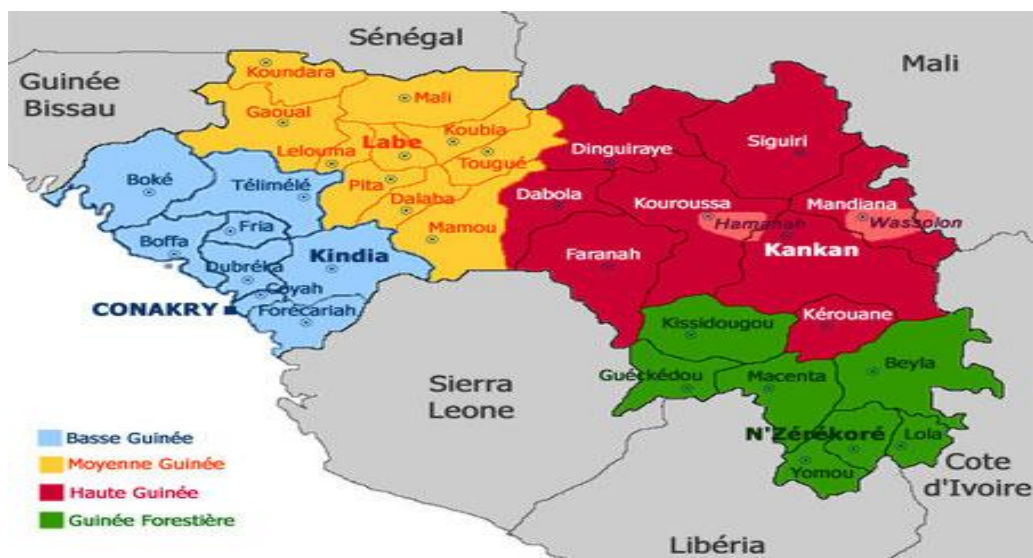 Sénégal
Guinée
Bissau
Mali
Koundara
Mali
Gaoual
Koubia
Labe
Lelouma
Tougué
Pita
Dalaba
Mamou
Boké
Télimélé
Boffa
Fria
Dubréka
Kindia
Coyah
CONAKRY
Forécariah
Dinguiraye
Siguiri
Dabola
Kouroussa
Mandiana
Hamanah
Wassolon
Kankan
Faranah
Kérouane
Kissidougou
Beyla
Guéckédou
Macenta
N'Zérékoré
Lola
Yomou
Sierra
Leone
Cote
d'Ivoire
Libéria
Basse Guinée
Moyenne Guinée
Haute Guinée
Guinée Forestière